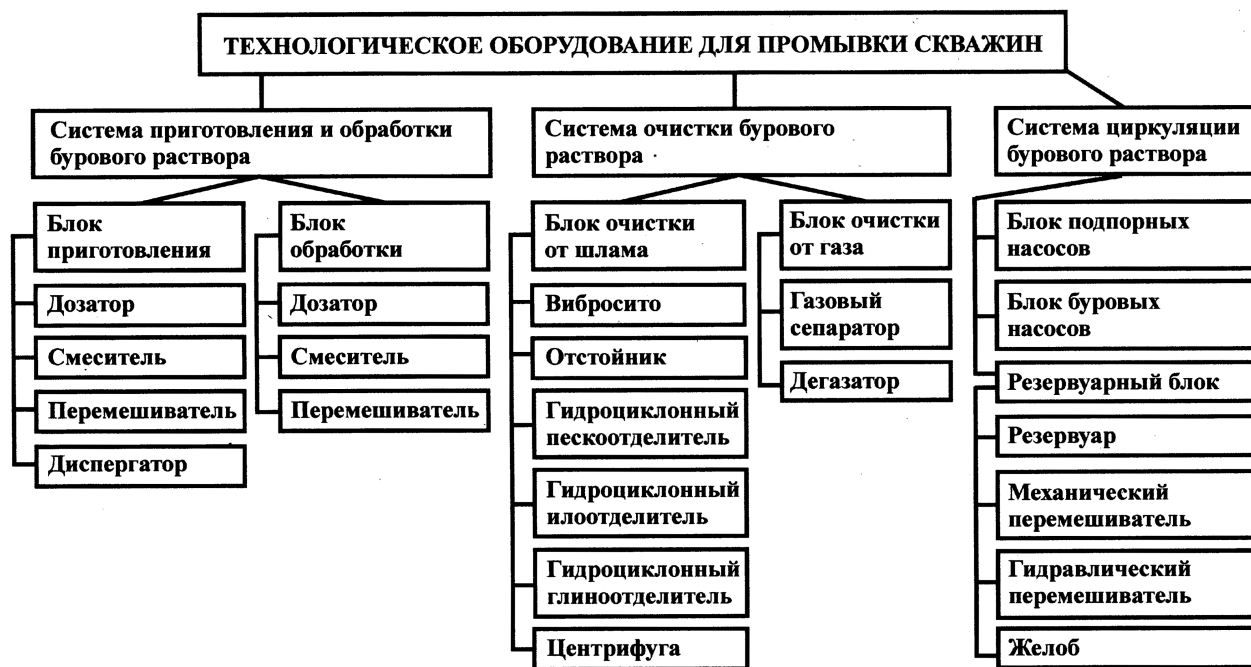 ТЕХНОЛОГИЧЕСКОЕ ОБОРУДОВАНИЕ ДЛЯ ПРОМЫВКИ СКВАЖИН
Система приготовления и обработки
бурового раствора
Блок
приготовления
Дозатор
Смеситель
Перемешиватель
Диспергатор
Блок
обработки
Дозатор
Смеситель
Перемешиватель
Система очистки бурового
раствора
Блок очистки
от шлама
Вибросито
Отстойник
Гидроциклонный
пескоотделитель
Гидроциклонный
илоотделитель
Гидроциклонный
глиноотделитель
Центрифуга
Блок очистки
от газа
Газовый
сепаратор
Дегазатор
Система циркуляции
бурового раствора
Блок подпорных
насосов
Блок буровых
насосов
Резервуарный блок
Резервуар
Механический
перемешиватель
Гидравлический
перемешиватель
Желоб